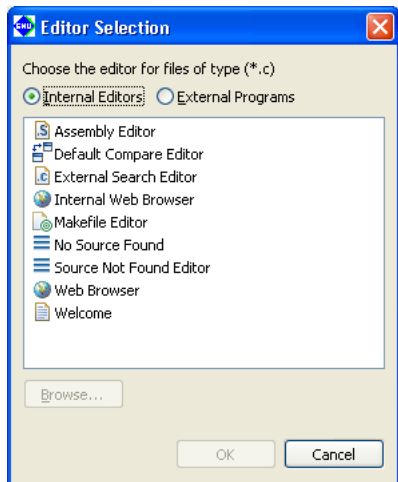 Editor Selection
Choose the editor for files of type (*.c)
Internal Editors External Programs
Assembly Editor
Default Compare Editor
External Search Editor
Internal Web Browser
Makefile Editor
No Source Found
Source Not Found Editor
Web Browser
Welcome
Browse...
OK Cancel